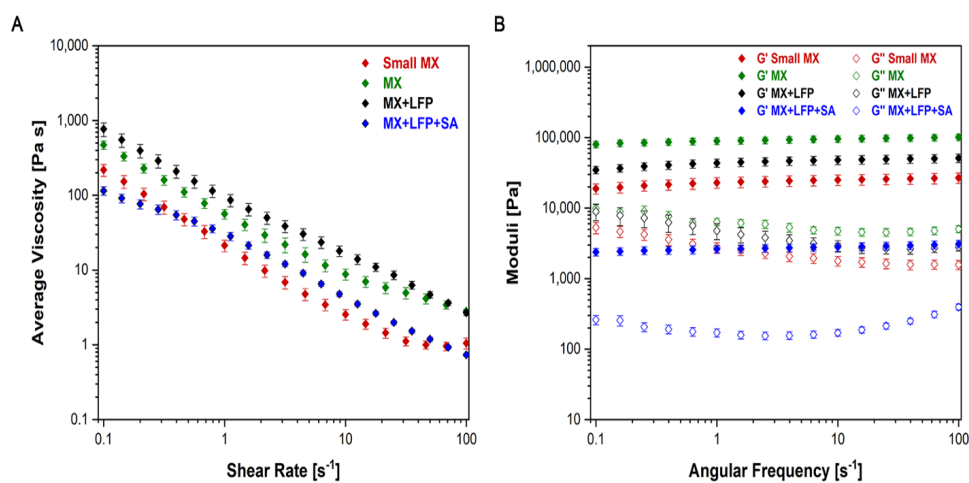 A
10,000
1,000
100
10
1
0.1
Average Viscosity [Pa s]
Small MX
MX
MX+LFP
MX+LFP+SA
0.1
1
10
100
Shear Rate [s⁻¹]
B
1,000,000
100,000
10,000
1,000
100
10
Moduli [Pa]
G' Small MX G'' Small MX
G' MX G'' MX
G' MX+LFP G'' MX+LFP
G' MX+LFP+SA G'' MX+LFP+SA
0.1
1
10
100
Angular Frequency [s⁻¹]